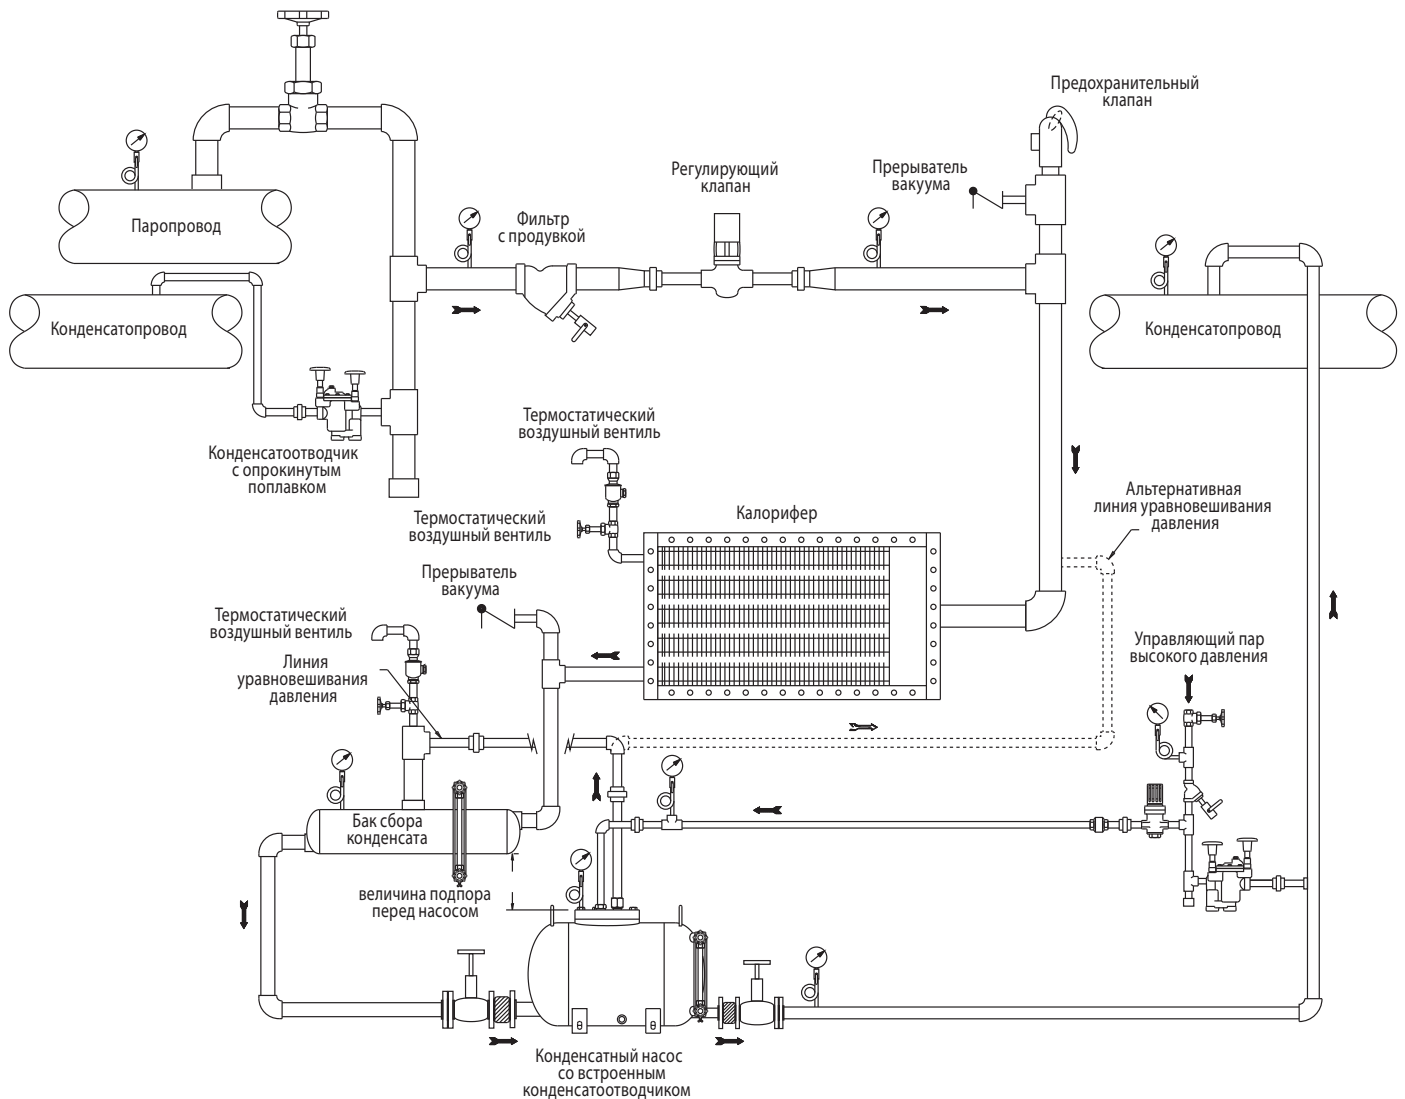 Предохранительный
клапан
Регулирующий
клапан
Прерыватель
вакуума
Паропровод
Фильтр
с продувкой
Конденсатопровод
Конденсатопровод
Термостатический
воздушный вентиль
Конденсатоотводчик
с опрокинутым
поплавком
Альтернативная
линия уравновешивания
давления
Термостатический
воздушный вентиль
Калорифер
Прерыватель
вакуума
Термостатический
воздушный вентиль
Линия
уравновешивания
давления
Управляющий пар
высокого давления
Бак сбора
конденсата
величина подпора
перед насосом
Конденсатный насос
со встроенным
конденсатоотводчиком